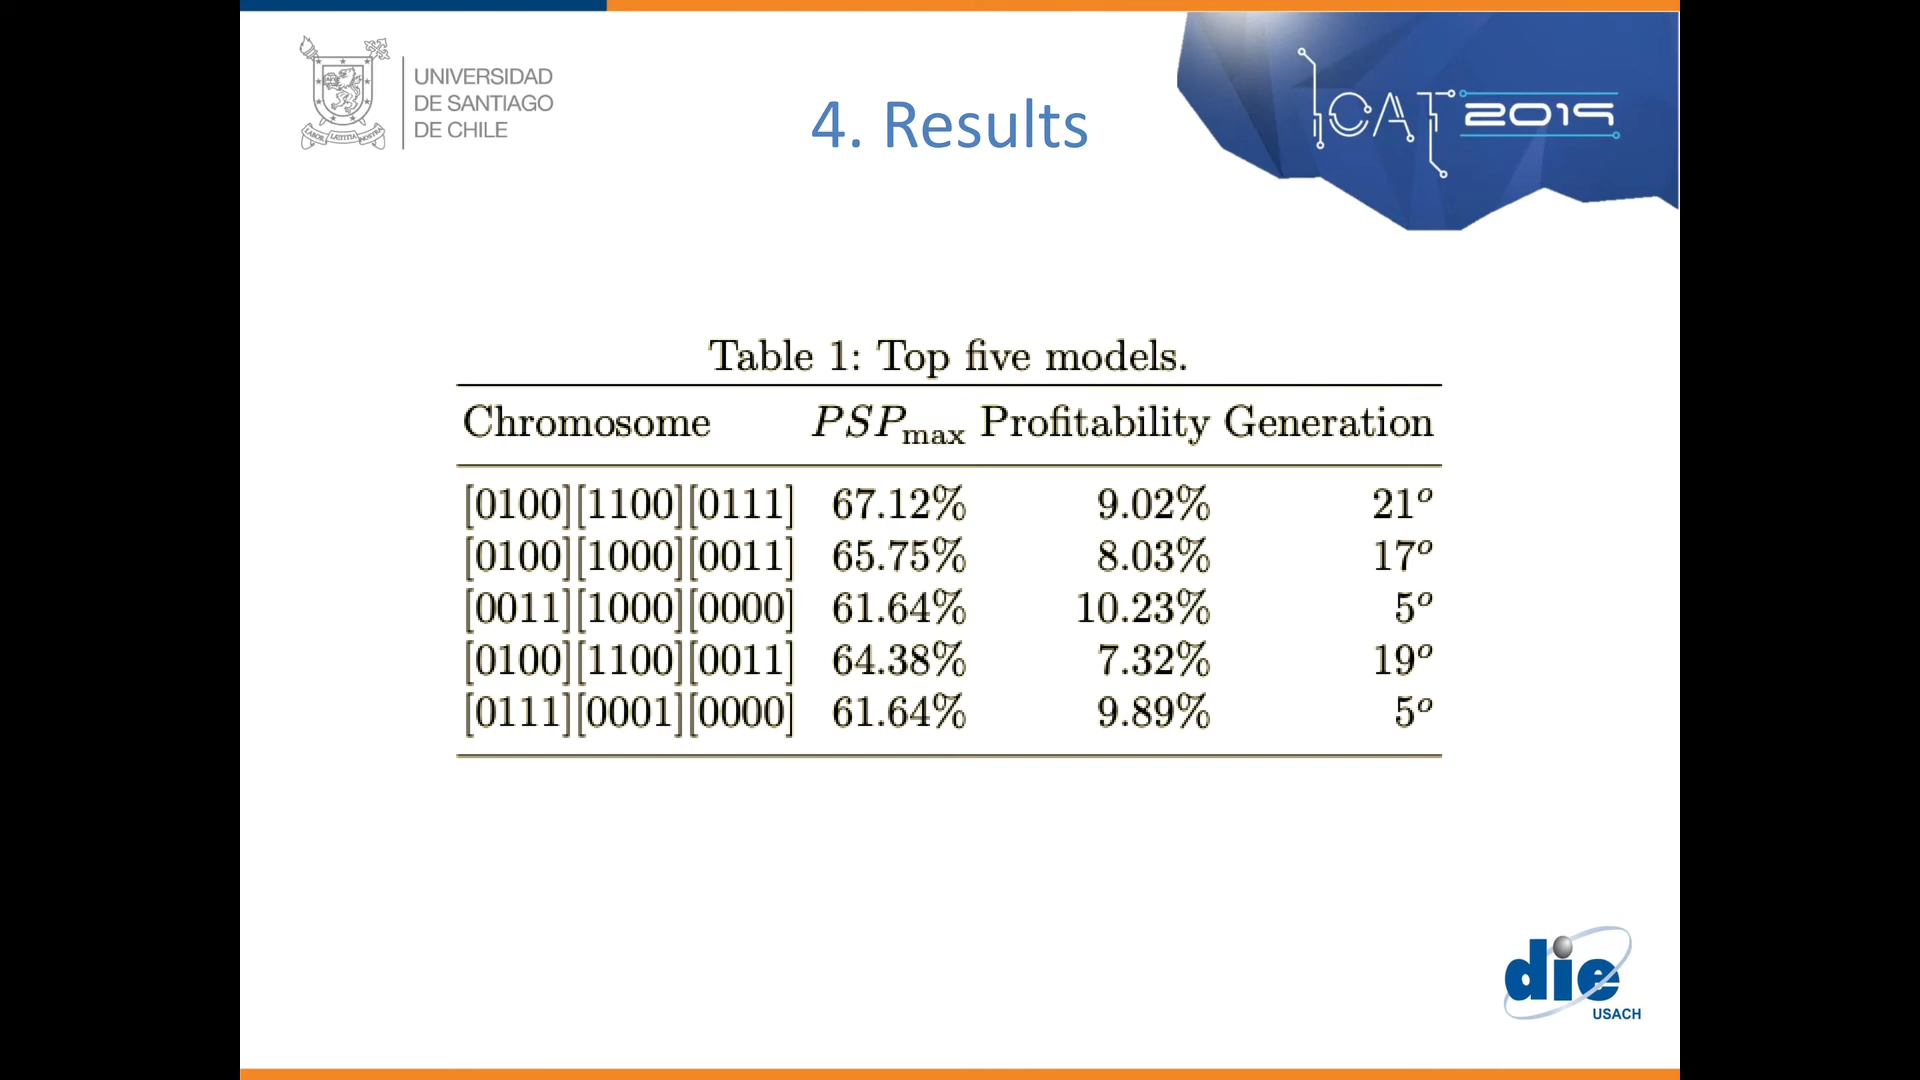 UNIVERSIDAD
DE SANTIAGO
DE CHILE
4. Results
ICAT 2019
Table 1: Top five models.
Chromosome PSPmax Profitability Generation
[0100][1100][0111] 67.12% 9.02% 21º
[0100][1000][0011] 65.75% 8.03% 17º
[0011][1000][0000] 61.64% 10.23% 5º
[0100][1100][0011] 64.38% 7.32% 19º
[0111][0001][0000] 61.64% 9.89% 5º
die
USACH